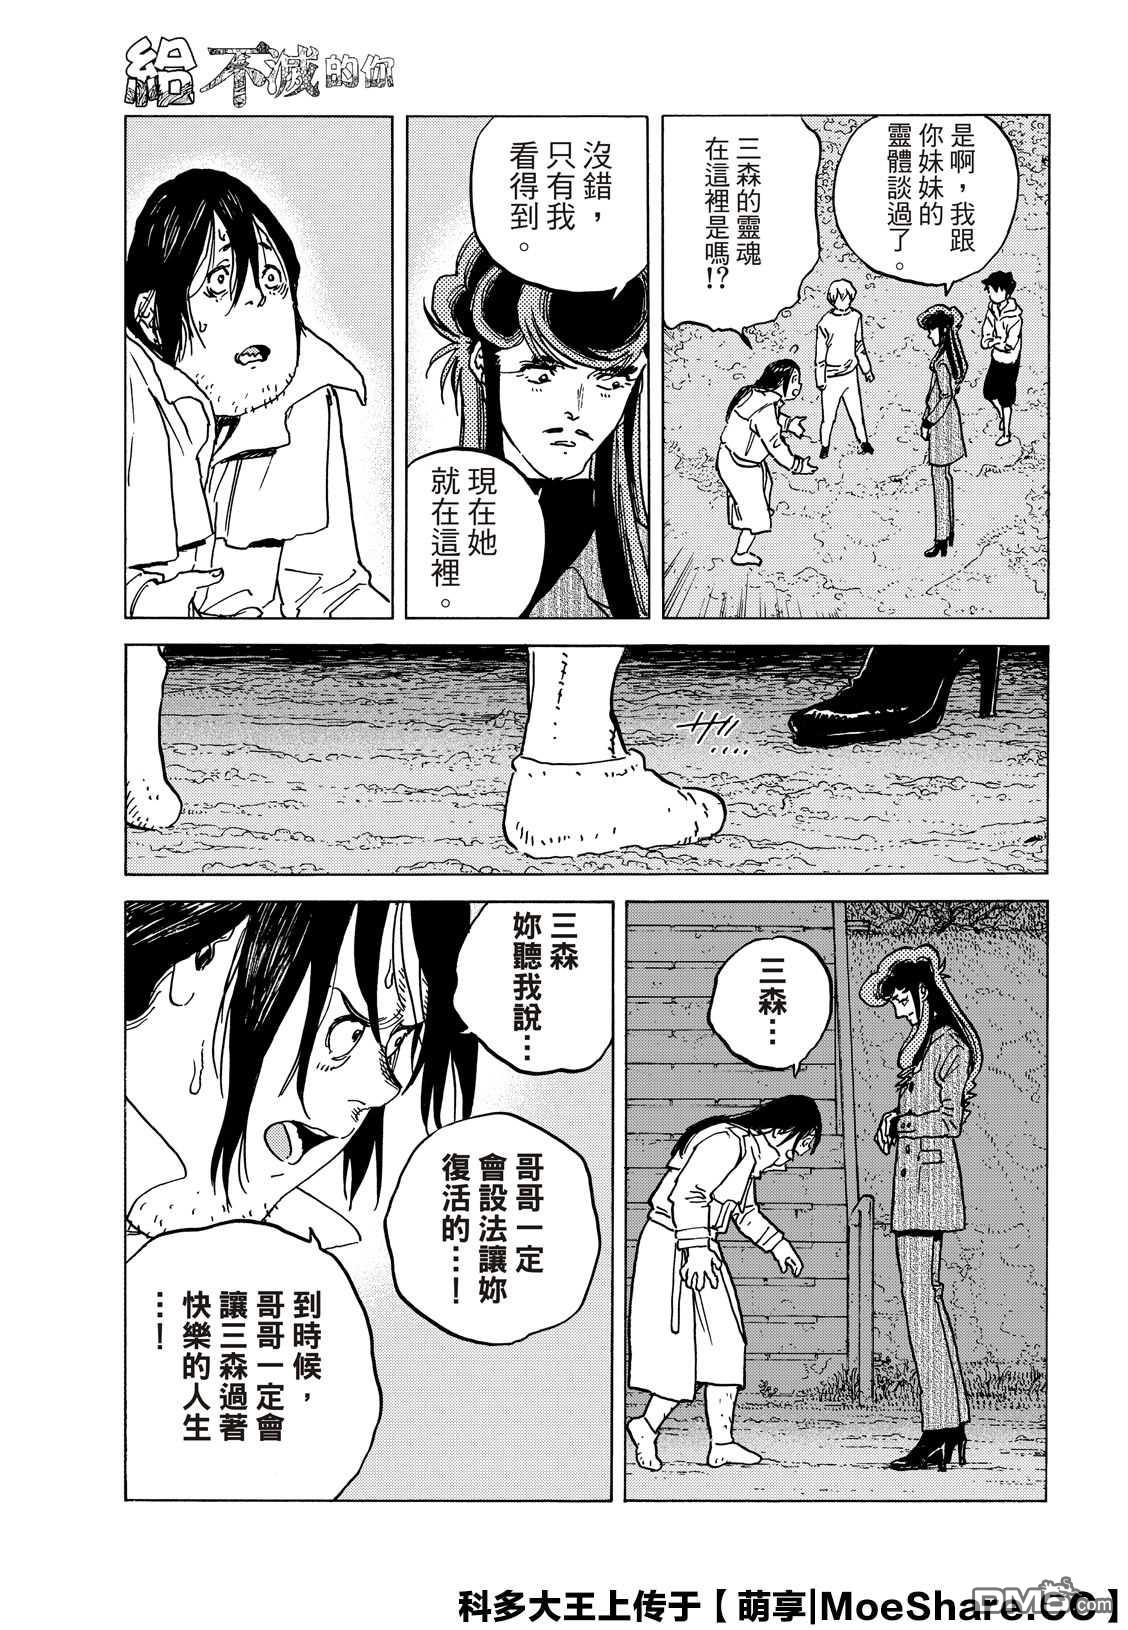 給不滅的你
是啊，我跟
你妹妹的
靈體談過了。
三森的靈魂
在這裡是嗎!?
沒錯，
只有我
看得到。
現在她
就在這裡。
三森…
三森
妳聽我說…
哥哥一定
會設法讓妳
復活的…！
到時候，
哥哥一定會
讓三森過著
快樂的人生
…！
科多大王上传于【萌享|MoeShare.CC】